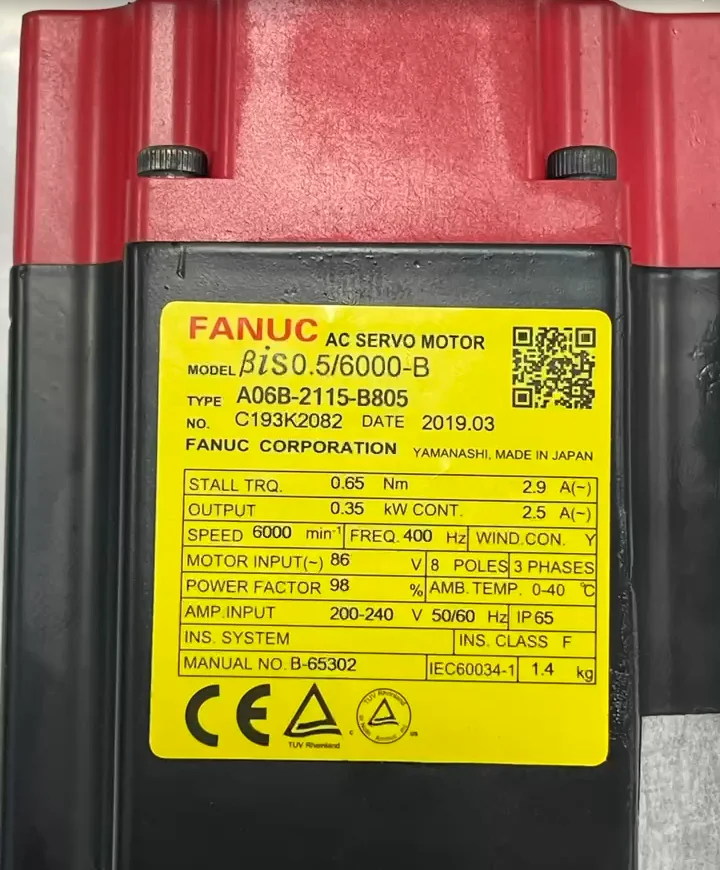 FANUC AC SERVO MOTOR
MODEL βiS0.5/6000-B
TYPE A06B-2115-B805
NO. C193K2082 DATE 2019.03
FANUC CORPORATION YAMANASHI, MADE IN JAPAN
STALL TRQ. 0.65 Nm 2.9 A(~)
OUTPUT 0.35 kW CONT. 2.5 A(~)
SPEED 6000 min-1 FREQ. 400 Hz WIND.CON. Y
MOTOR INPUT(~) 86 V 8 POLES 3 PHASES
POWER FACTOR 98 % AMB.TEMP. 0-40 ℃
AMP.INPUT 200-240 V 50/60 Hz IP65
INS. SYSTEM INS. CLASS F
MANUAL NO. B-65302 IEC60034-1 1.4 kg
CE
TUV Rheinland
TUV Rheinland
c us